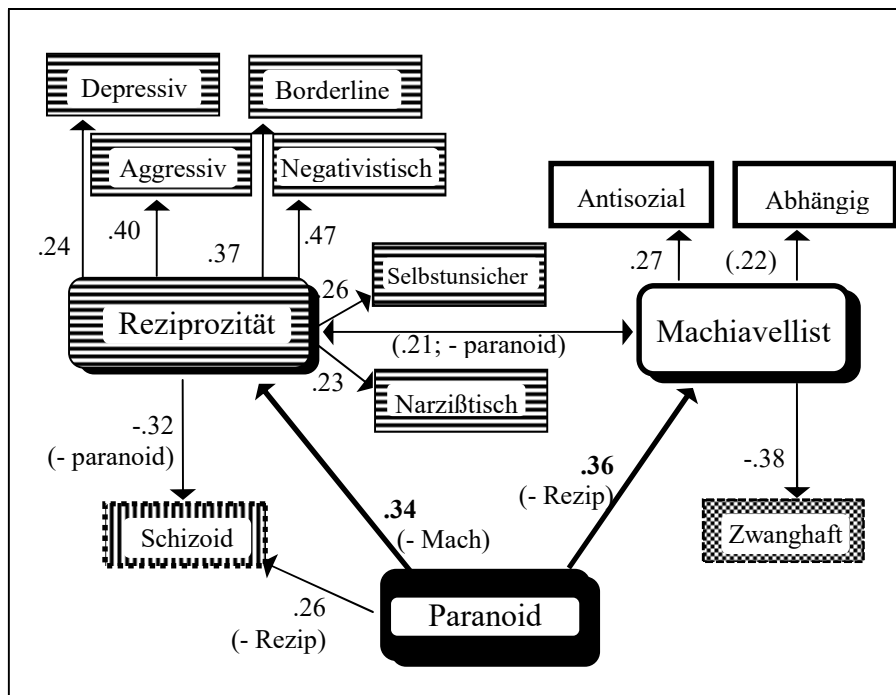 Depressiv
Borderline
Aggressiv
Negativistisch
Antisozial
Abhängig
.24
.40
.37
.47
.27
(.22)
Selbstunsicher
.26
Reziprozität
Machiavellist
(.21; - paranoid)
.23
Narzißtisch
-.32
(- paranoid)
.36
(- Rezip)
-.38
.34
(- Mach)
Schizoid
Zwanghaft
.26
(- Rezip)
Paranoid